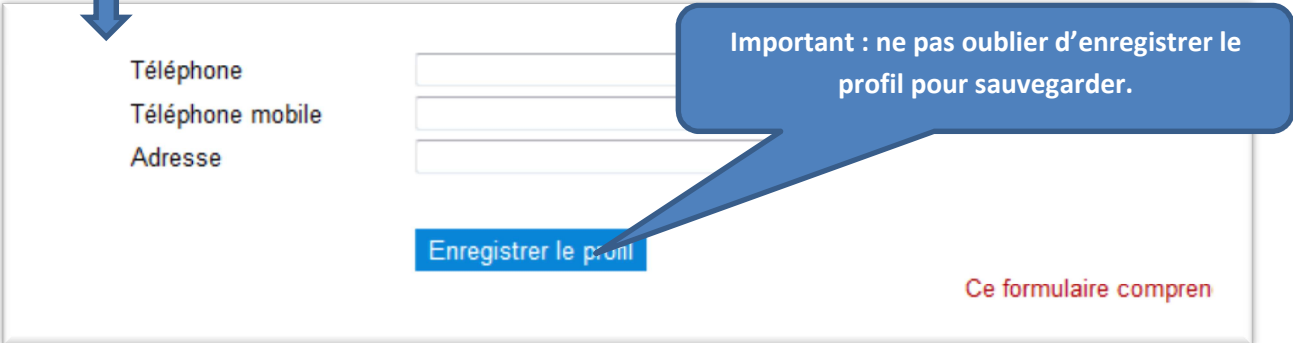 Important : ne pas oublier d’enregistrer le
profil pour sauvegarder.
Téléphone
Téléphone mobile
Adresse
Enregistrer le profil
Ce formulaire compren